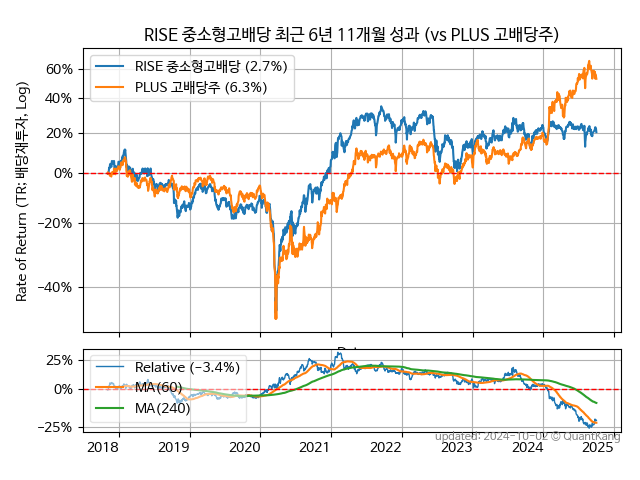 RISE 중소형고배당 최근 6년 11개월 성과 (vs PLUS 고배당주)
RISE 중소형고배당 (2.7%)
PLUS 고배당주 (6.3%)
60%
40%
20%
0%
−20%
−40%
Rate of Return (TR: 배당재투자, Log)
Relative (−3.4%)
MA(60)
MA(240)
25%
0%
−25%
2018
2019
2020
2021
2022
2023
2024
2025
updated: 2024-10-02 © QuantKang